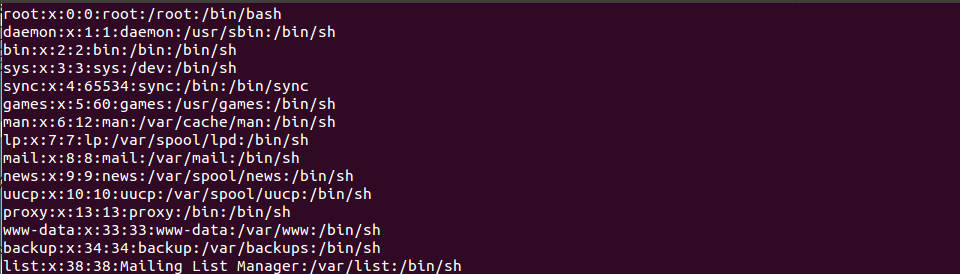 root:x:0:0:root:/root:/bin/bash
daemon:x:1:1:daemon:/usr/sbin:/bin/sh
bin:x:2:2:bin:/bin:/bin/sh
sys:x:3:3:sys:/dev:/bin/sh
sync:x:4:65534:sync:/bin:/bin/sync
games:x:5:60:games:/usr/games:/bin/sh
man:x:6:12:man:/var/cache/man:/bin/sh
lp:x:7:7:lp:/var/spool/lpd:/bin/sh
mail:x:8:8:mail:/var/mail:/bin/sh
news:x:9:9:news:/var/spool/news:/bin/sh
uucp:x:10:10:uucp:/var/spool/uucp:/bin/sh
proxy:x:13:13:proxy:/bin:/bin/sh
www-data:x:33:33:www-data:/var/www:/bin/sh
backup:x:34:34:backup:/var/backups:/bin/sh
list:x:38:38:Mailing List Manager:/var/list:/bin/sh